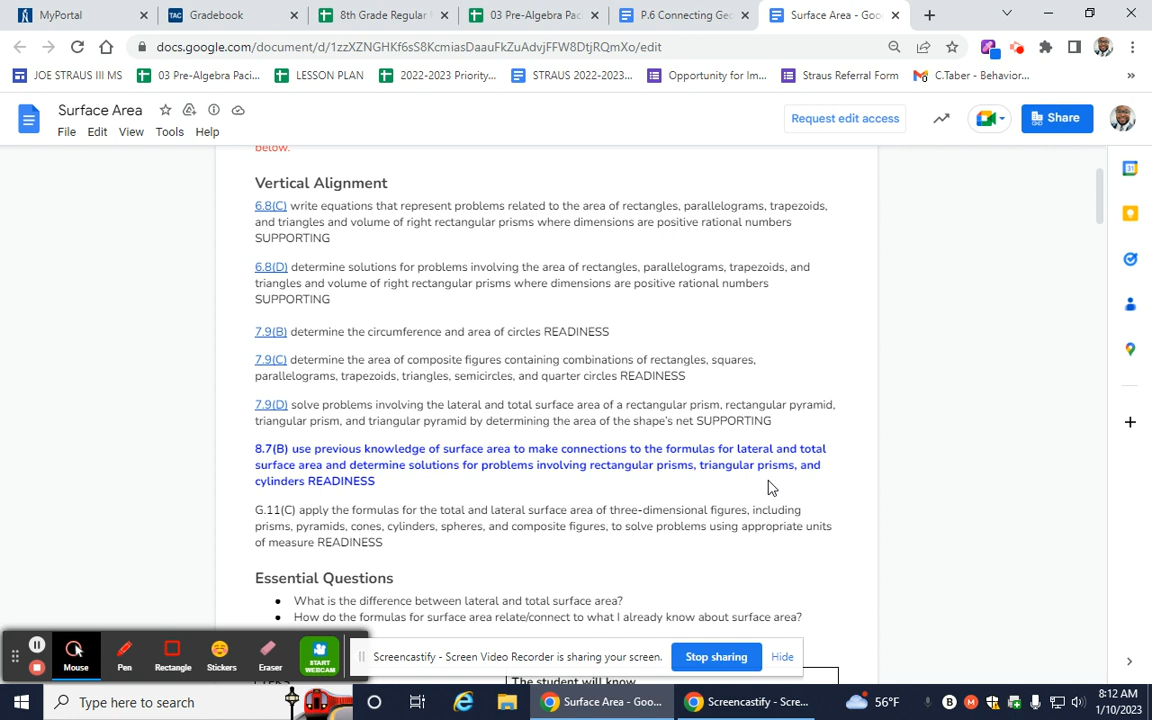 MyPortal
TAC Gradebook
8th Grade Regular
03 Pre-Algebra Pac
P.6 Connecting Ge
Surface Area - Goo
docs.google.com/document/d/1zzXZNGHKf6sS8KcmiasDaauFkZuAdvjFFW8DtjRQmXo/edit
JOE STRAUS III MS
03 Pre-Algebra Paci...
LESSON PLAN
2022-2023 Priority,...
STRAUS 2022-2023...
Opportunity for Im...
Straus Referral Form
C.Taber - Behavior...
Surface Area
File Edit View Tools Help
Request edit access
Share
below.
Vertical Alignment
6.8(C) write equations that represent problems related to the area of rectangles, parallelograms, trapezoids,
and triangles and volume of right rectangular prisms where dimensions are positive rational numbers
SUPPORTING
6.8(D) determine solutions for problems involving the area of rectangles, parallelograms, trapezoids, and
triangles and volume of right rectangular prisms where dimensions are positive rational numbers
SUPPORTING
7.9(B) determine the circumference and area of circles READINESS
7.9(C) determine the area of composite figures containing combinations of rectangles, squares,
parallelograms, trapezoids, triangles, semicircles, and quarter circles READINESS
7.9(D) solve problems involving the lateral and total surface area of a rectangular prism, rectangular pyramid,
triangular prism, and triangular pyramid by determining the area of the shape's net SUPPORTING
8.7(B) use previous knowledge of surface area to make connections to the formulas for lateral and total
surface area and determine solutions for problems involving rectangular prisms, triangular prisms, and
cylinders READINESS
G.11(C) apply the formulas for the total and lateral surface area of three-dimensional figures, including
prisms, pyramids, cones, cylinders, spheres, and composite figures, to solve problems using appropriate units
of measure READINESS
Essential Questions
• What is the difference between lateral and total surface area?
• How do the formulas for surface area relate/connect to what I already know about surface area?
Mouse
Pen
Rectangle
Stickers
Eraser
START WEBCAM
Screencastify - Screen Video Recorder is sharing your screen.
Stop sharing
Hide
The student will know
Type here to search
Surface Area - Goo...
Screencastify - Scre...
56°F
8:12 AM
1/10/2023